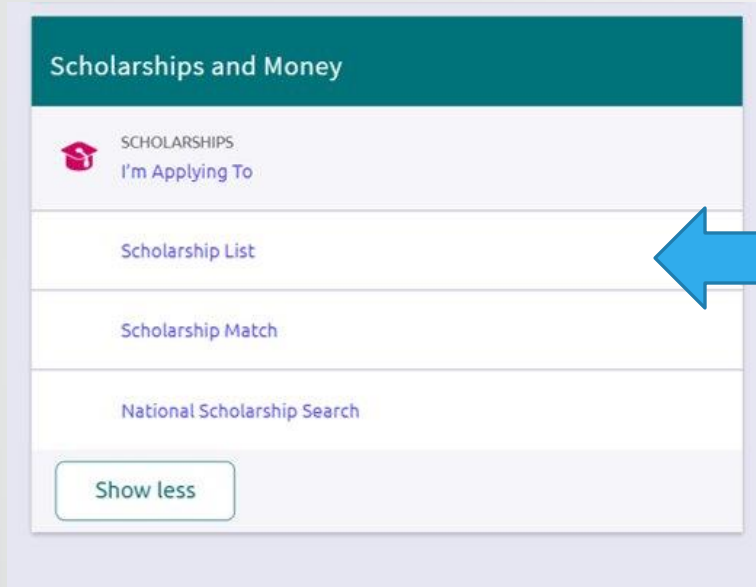 Scholarships and Money
SCHOLARSHIPS
I'm Applying To
Scholarship List
Scholarship Match
National Scholarship Search
Show less